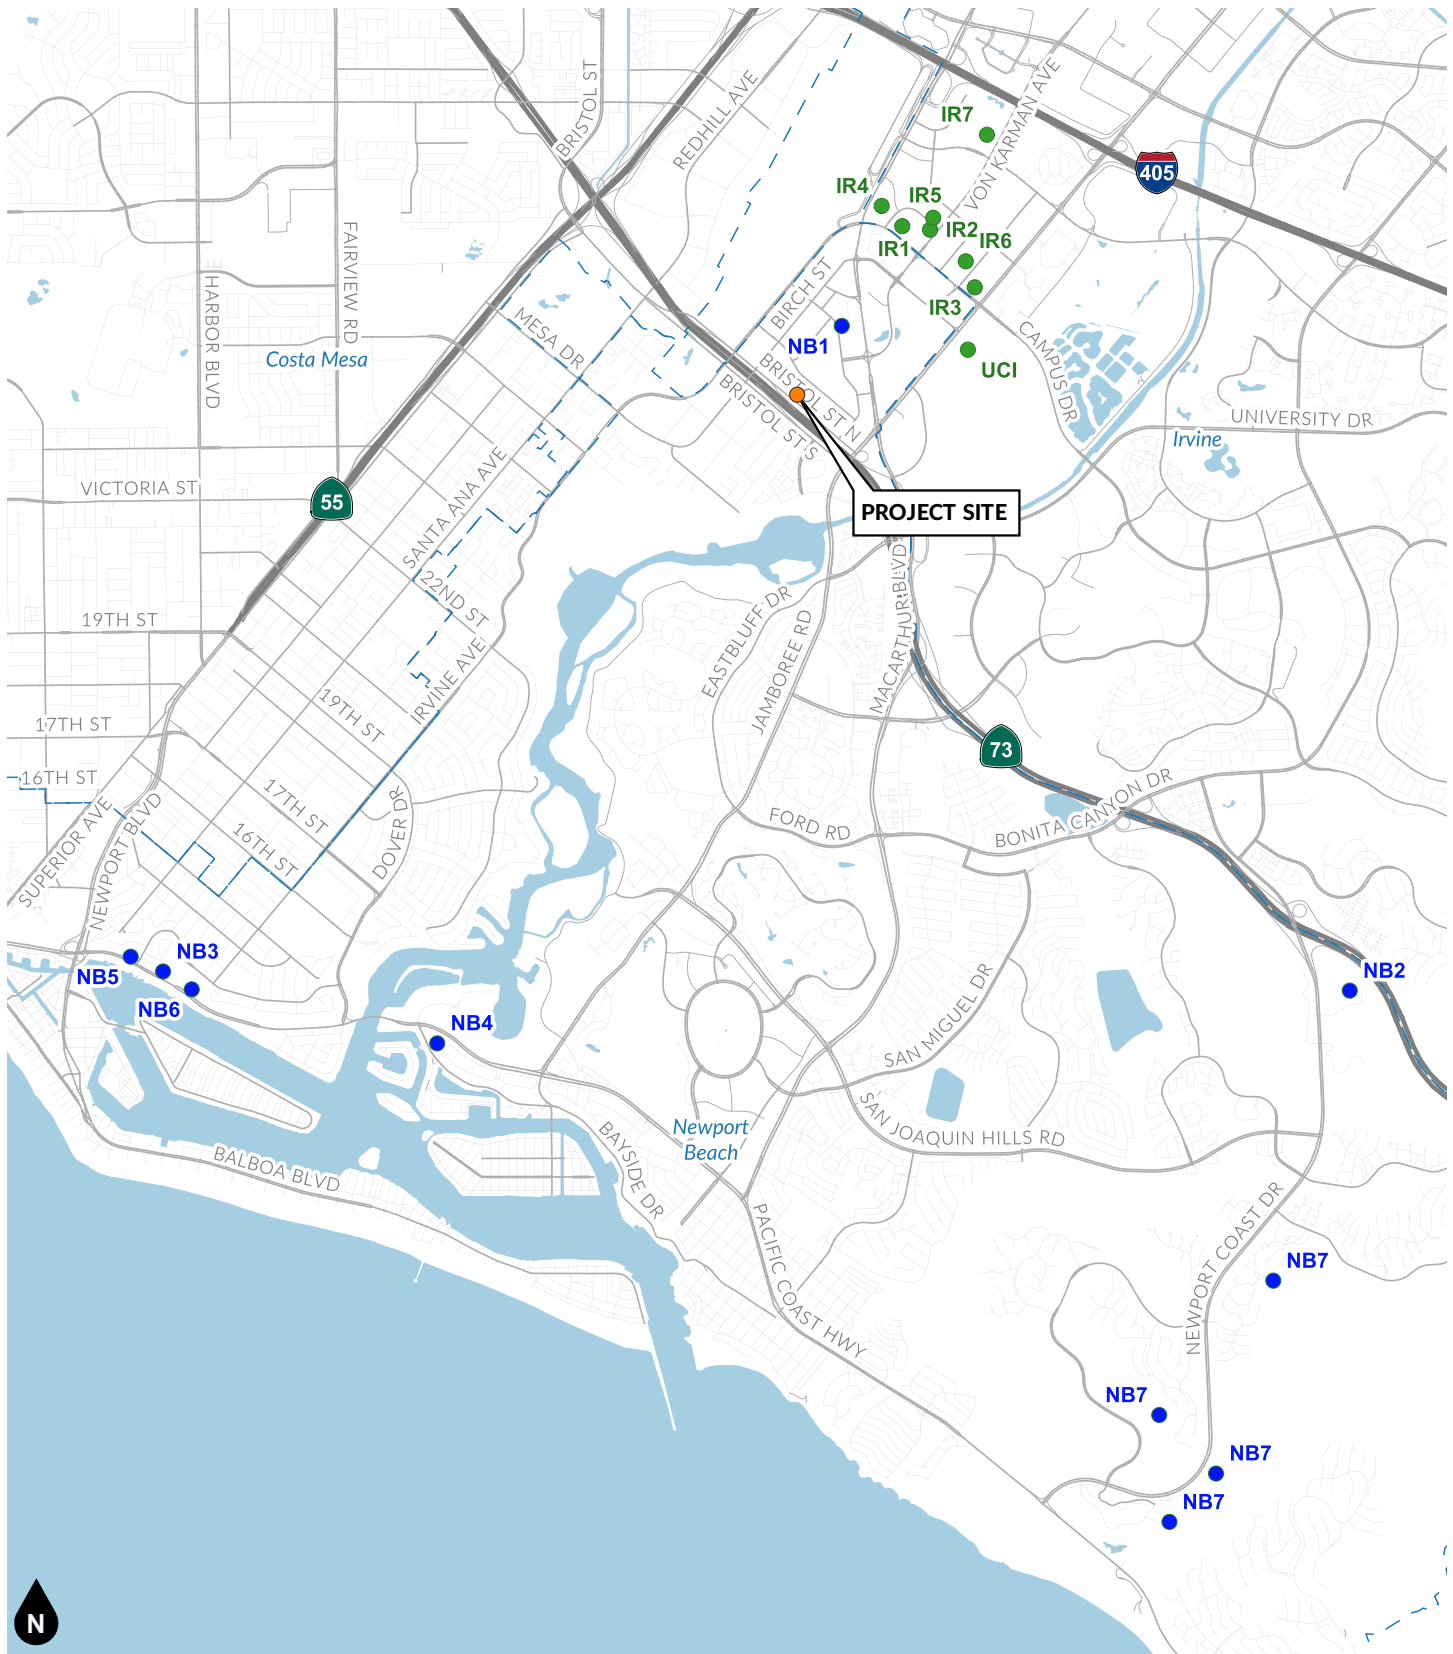 BRISTOL ST
REDHILL AVE
VON KARMAN AVE
IR7
405
IR4
IR5
IR2
IR1
IR6
IR3
FAIRVIEW RD
HARBOR BLVD
Costa Mesa
MESA DR
BIRCH ST
NB1
CAMPUS DR
UCI
BRISTOL ST N
BRISTOL ST S
UNIVERSITY DR
Irvine
VICTORIA ST
55
SANTA ANA AVE
PROJECT SITE
22ND ST
19TH ST
EASTBLUFF DR
JAMBOREE RD
MACARTHUR BLVD
IRVINE AVE
19TH ST
17TH ST
73
16TH ST
SUPERIOR AVE
NEWPORT BLVD
17TH ST
16TH ST
DOVER DR
FORD RD
BONITA CANYON DR
NB5
NB3
NB6
NB4
SAN MIGUEL DR
NB2
SAN JOAQUIN HILLS RD
Newport
Beach
BAYSIDE DR
BALBOA BLVD
PACIFIC COAST HWY
NEWPORT COAST DR
NB7
NB7
NB7
NB7
N